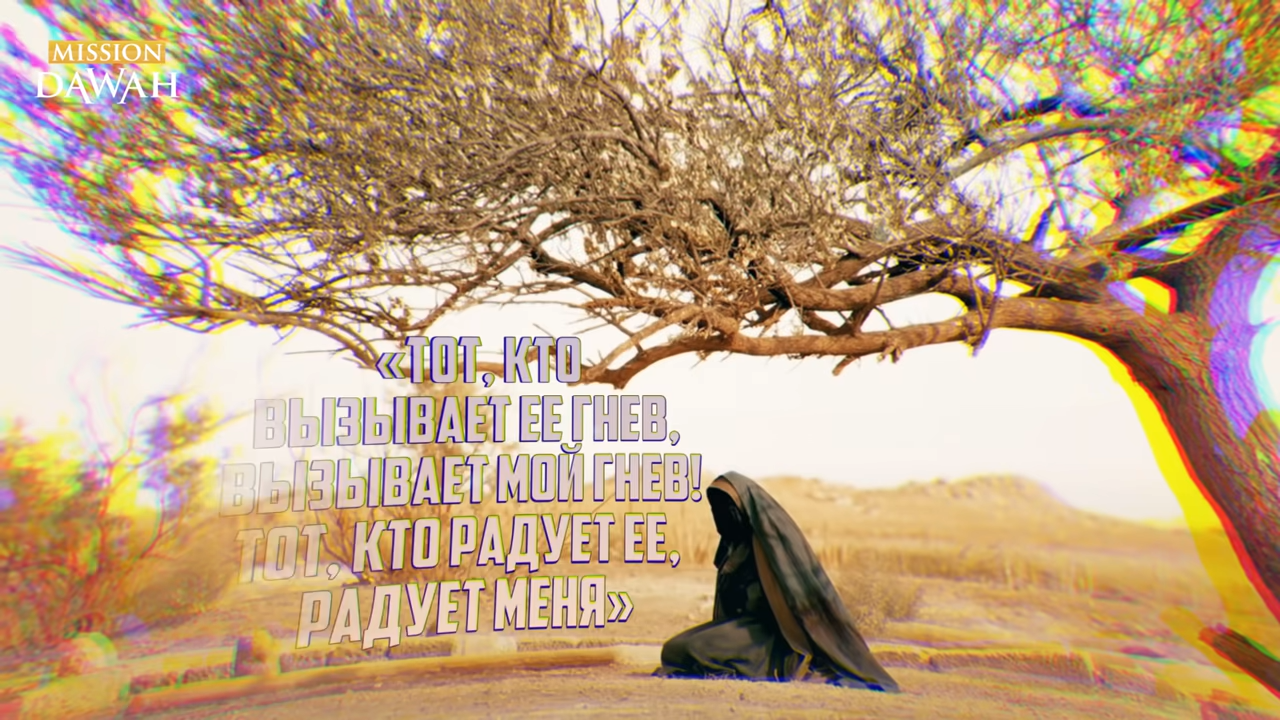 MISSION
DAWAH
«ТОТ, КТО
ВЫЗЫВАЕТ ЕЕ ГНЕВ,
ВЫЗЫВАЕТ МОЙ ГНЕВ!
ТОТ, КТО РАДУЕТ ЕЕ,
РАДУЕТ МЕНЯ»